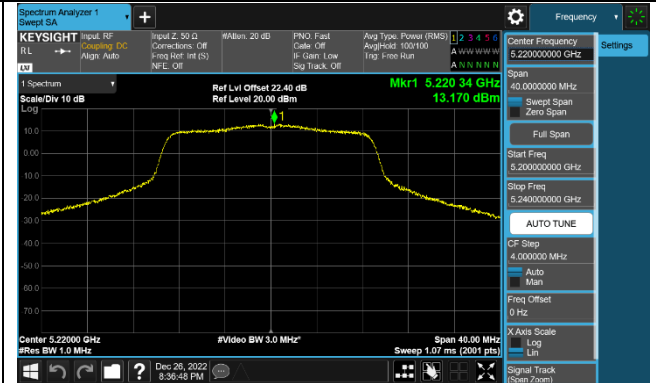 Spectrum Analyzer 1
Swept SA
Frequency
KEYSIGHT
RL
Input: RF
Coupling: DC
Align: Auto
Input Z: 50 Ω
Corrections: Off
Freq Ref: Int (S)
NFE: Off
#Atten: 20 dB
PNO: Fast
Gate: Off
IF Gain: Low
Sig Track: Off
Avg Type: Power (RMS)
Avg|Hold: 100/100
Trig: Free Run
1 2 3 4 5 6
A W W W W W
A N N N N N
LXI
1 Spectrum
Scale/Div 10 dB
Ref Lvl Offset 22.40 dB
Ref Level 20.00 dBm
Mkr1 5.220 34 GHz
13.170 dBm
Log
1
10.0
0.00
-10.0
-20.0
-30.0
-40.0
-50.0
-60.0
-70.0
Center 5.22000 GHz
#Res BW 1.0 MHz
#Video BW 3.0 MHz*
Span 40.00 MHz
Sweep 1.07 ms (2001 pts)
Dec 26, 2022
8:36:48 PM
Center Frequency
5.220000000 GHz
Settings
Span
40.0000000 MHz
Swept Span
Zero Span
Full Span
Start Freq
5.200000000 GHz
Stop Freq
5.240000000 GHz
AUTO TUNE
CF Step
4.000000 MHz
Auto
Man
Freq Offset
0 Hz
X Axis Scale
Log
Lin
Signal Track
(Span Zoom)